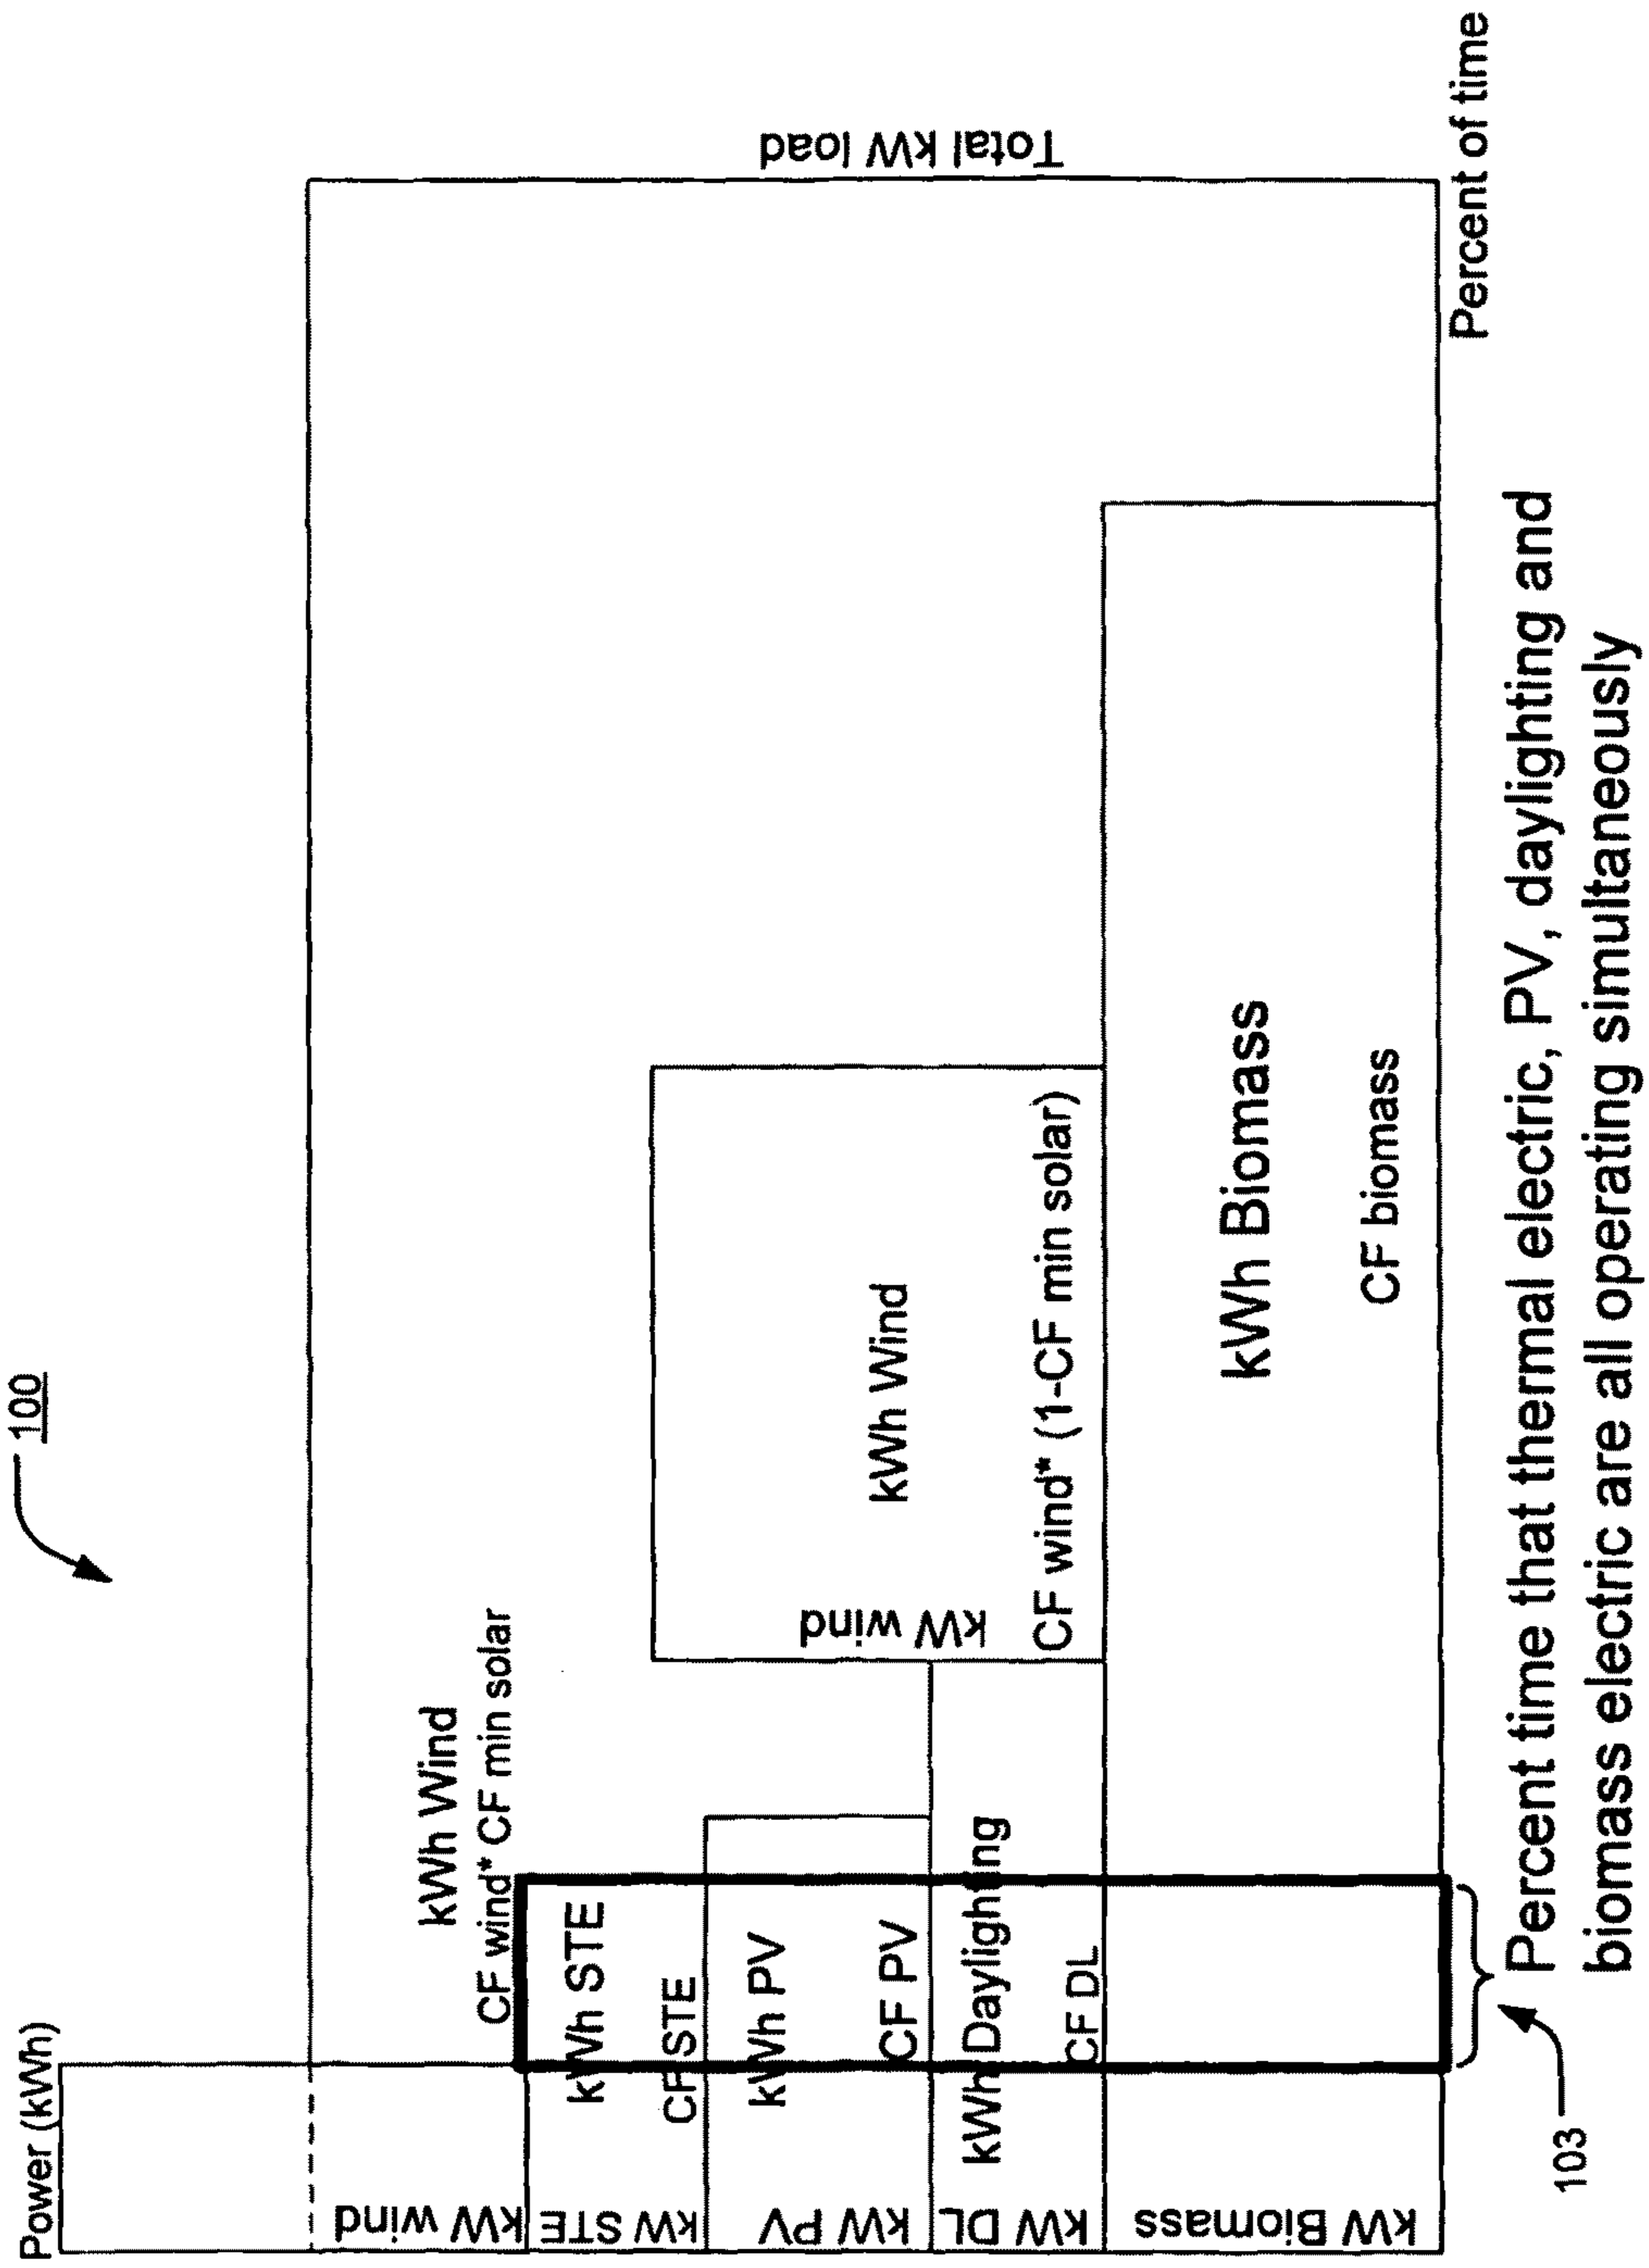 100
Power (kWh)
Total kW load
kWh Wind
CF wind* CF min solar
kW wind
kWh STE
CF STE
kW STE
kWh PV
CF PV
kW PV
kWh Wind
kW wind
CF wind* (1-CF min solar)
kWh Daylighting
CF DL
kW DL
kWh Biomass
CF biomass
kW Biomass
Percent of time
103
Percent time that thermal electric, PV, daylighting and
biomass electric are all operating simultaneously